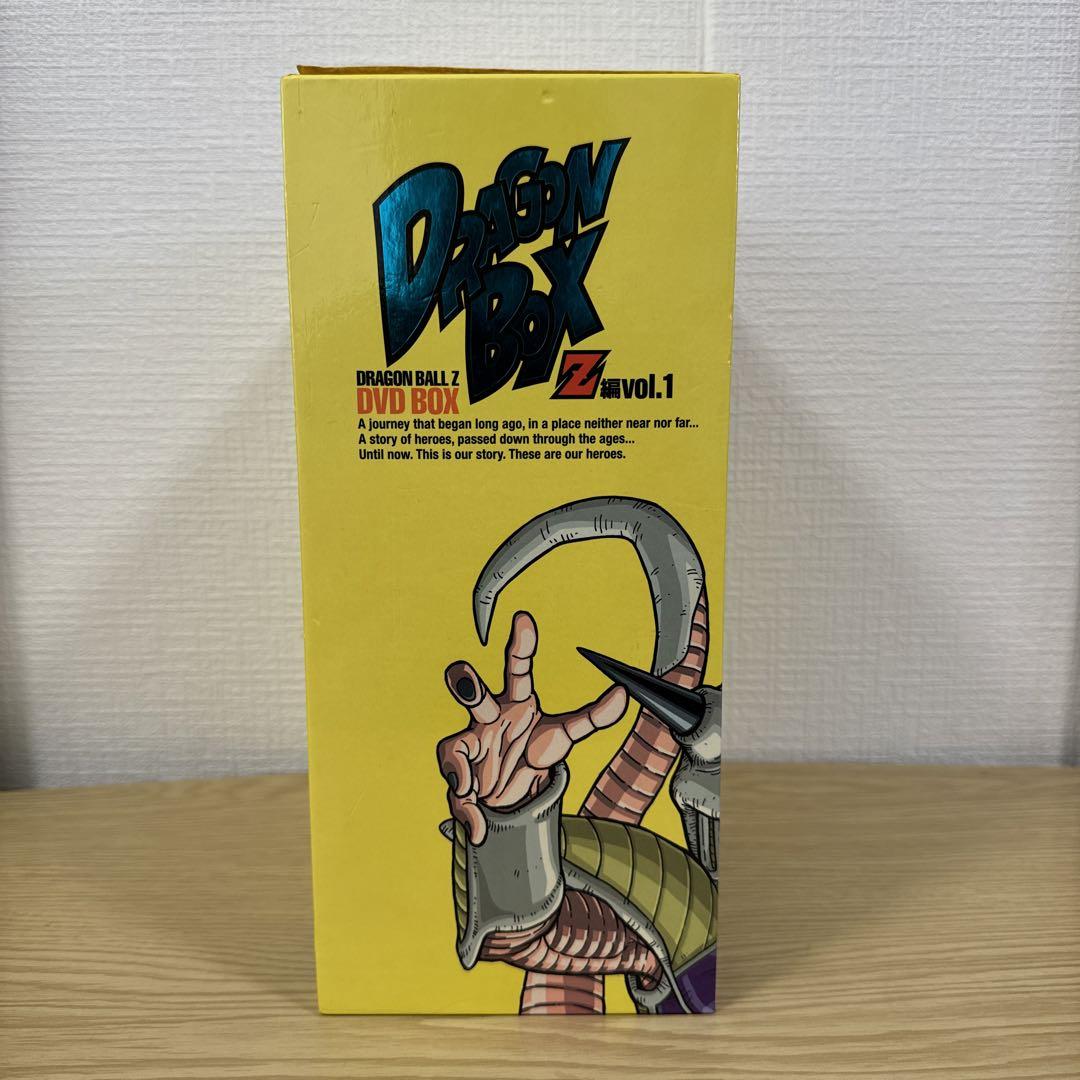 DRAGON
BOX
Z編vol.1
DRAGON BALL Z
DVD BOX
A journey that began long ago, in a place neither near nor far...
A story of heroes, passed down through the ages...
Until now. This is our story. These are our heroes.